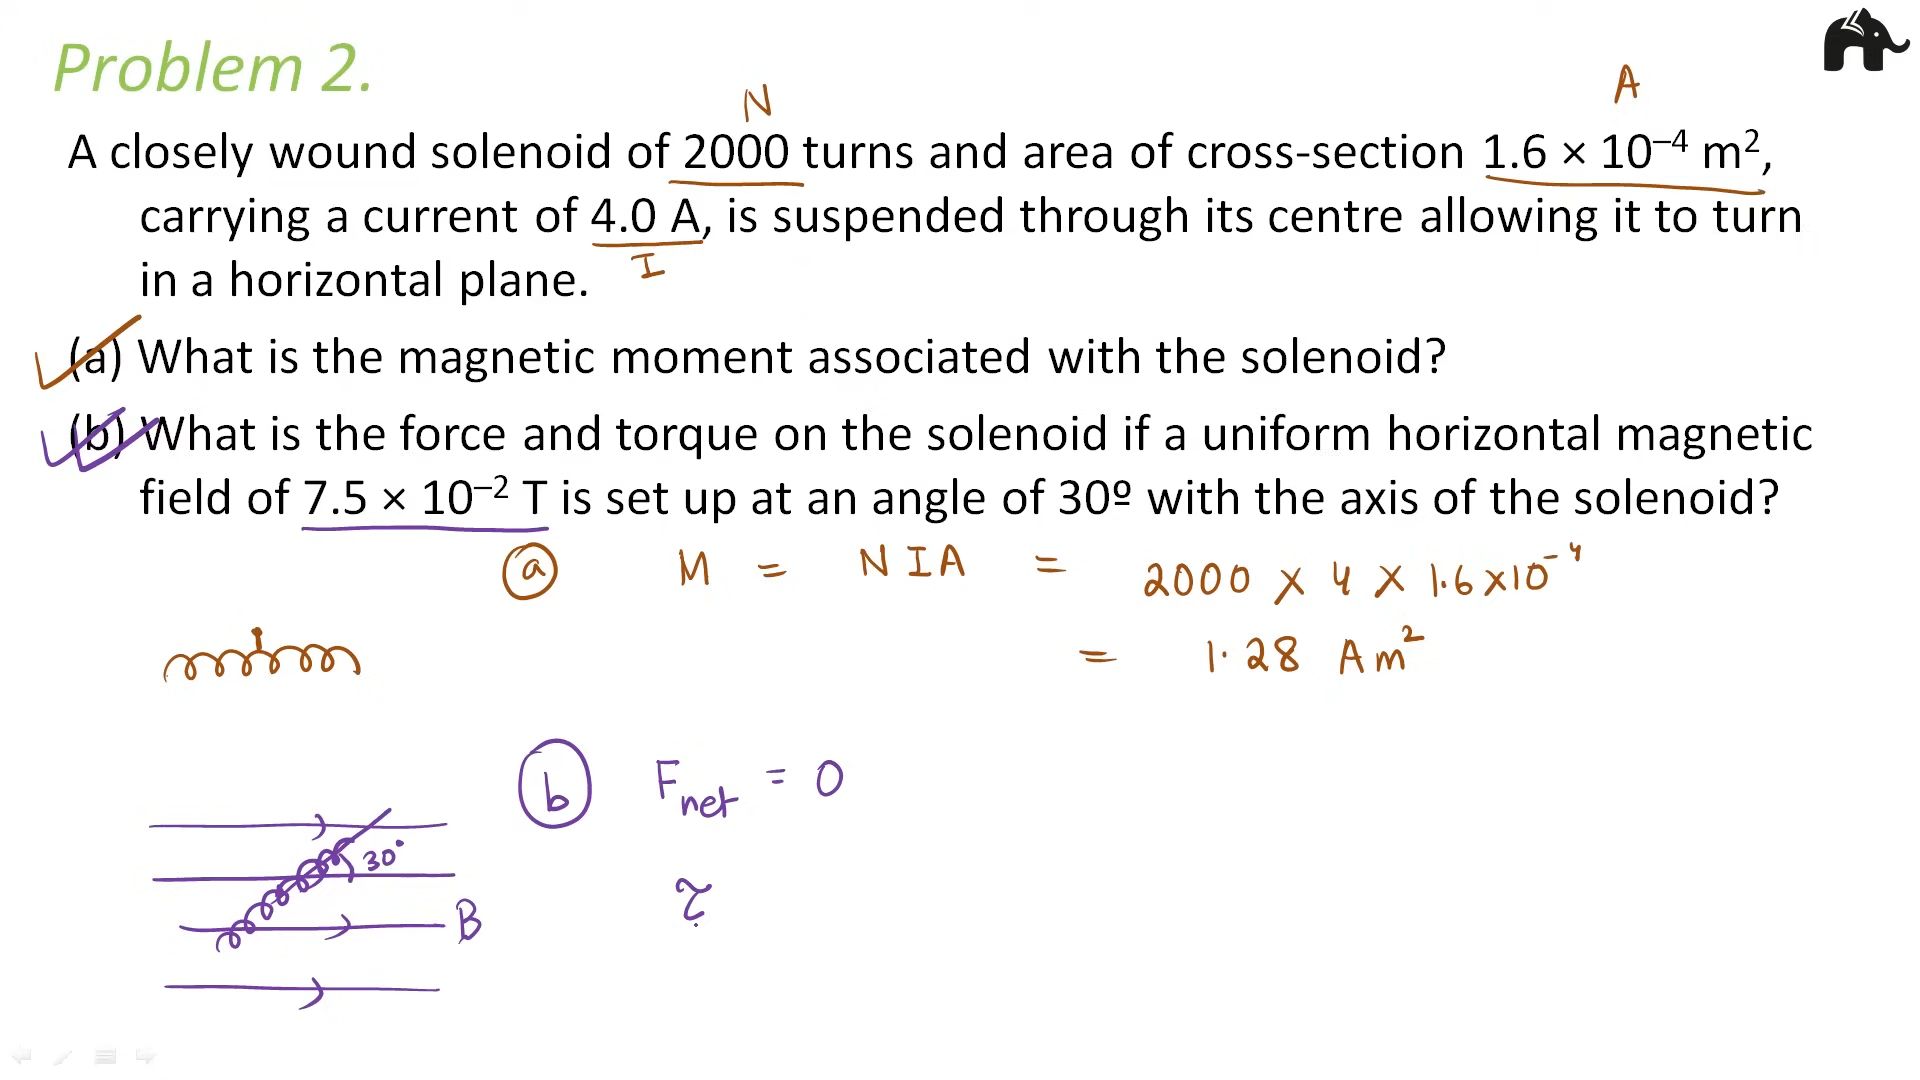 Problem 2.
N
A
A closely wound solenoid of 2000 turns and area of cross-section 1.6 × 10⁻⁴ m²,
carrying a current of 4.0 A, is suspended through its centre allowing it to turn
I
in a horizontal plane.
(a) What is the magnetic moment associated with the solenoid?
(b) What is the force and torque on the solenoid if a uniform horizontal magnetic
field of 7.5 × 10⁻² T is set up at an angle of 30º with the axis of the solenoid?
a M = NIA = 2000 × 4 × 1.6 × 10⁻⁴
= 1.28 Am²
b F net = 0
30°
τ
B